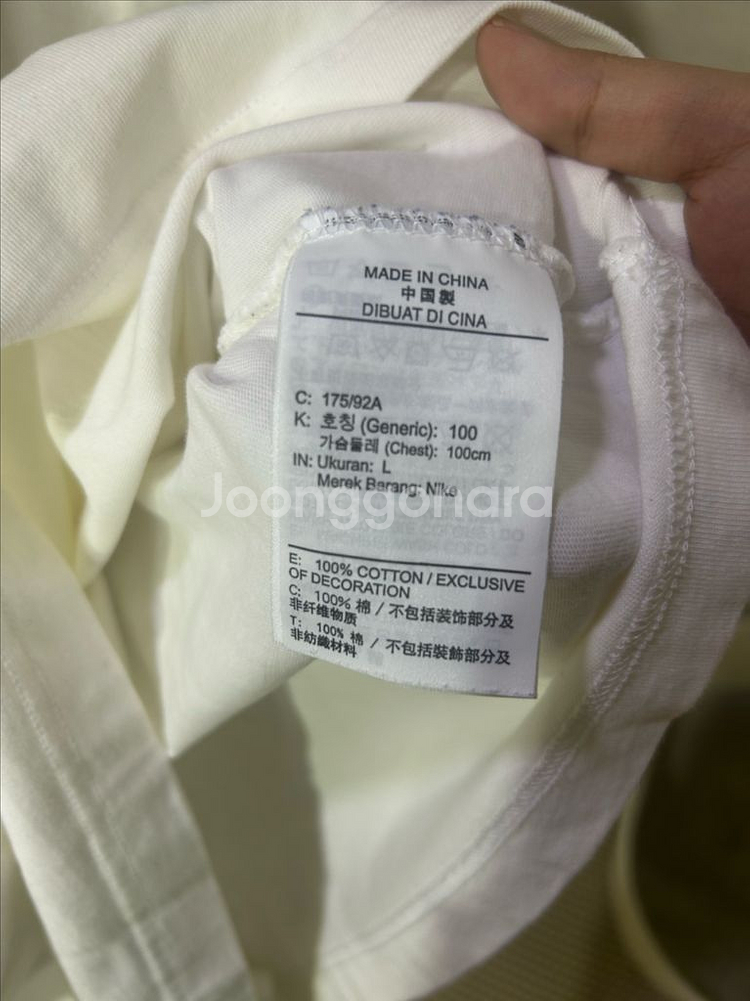 MADE IN CHINA
中国製
DIBUAT DI CINA
C: 175/92A
K: 호칭 (Generic): 100
가슴둘레 (Chest): 100cm
IN: Ukuran: L
Merek Barang: Nike
Joonggonara
E: 100% COTTON / EXCLUSIVE
OF DECORATION
C: 100% 棉 / 不包括装饰部分及
非纤维物质
T: 100% 棉 / 不包括裝飾部分及
非紡織材料